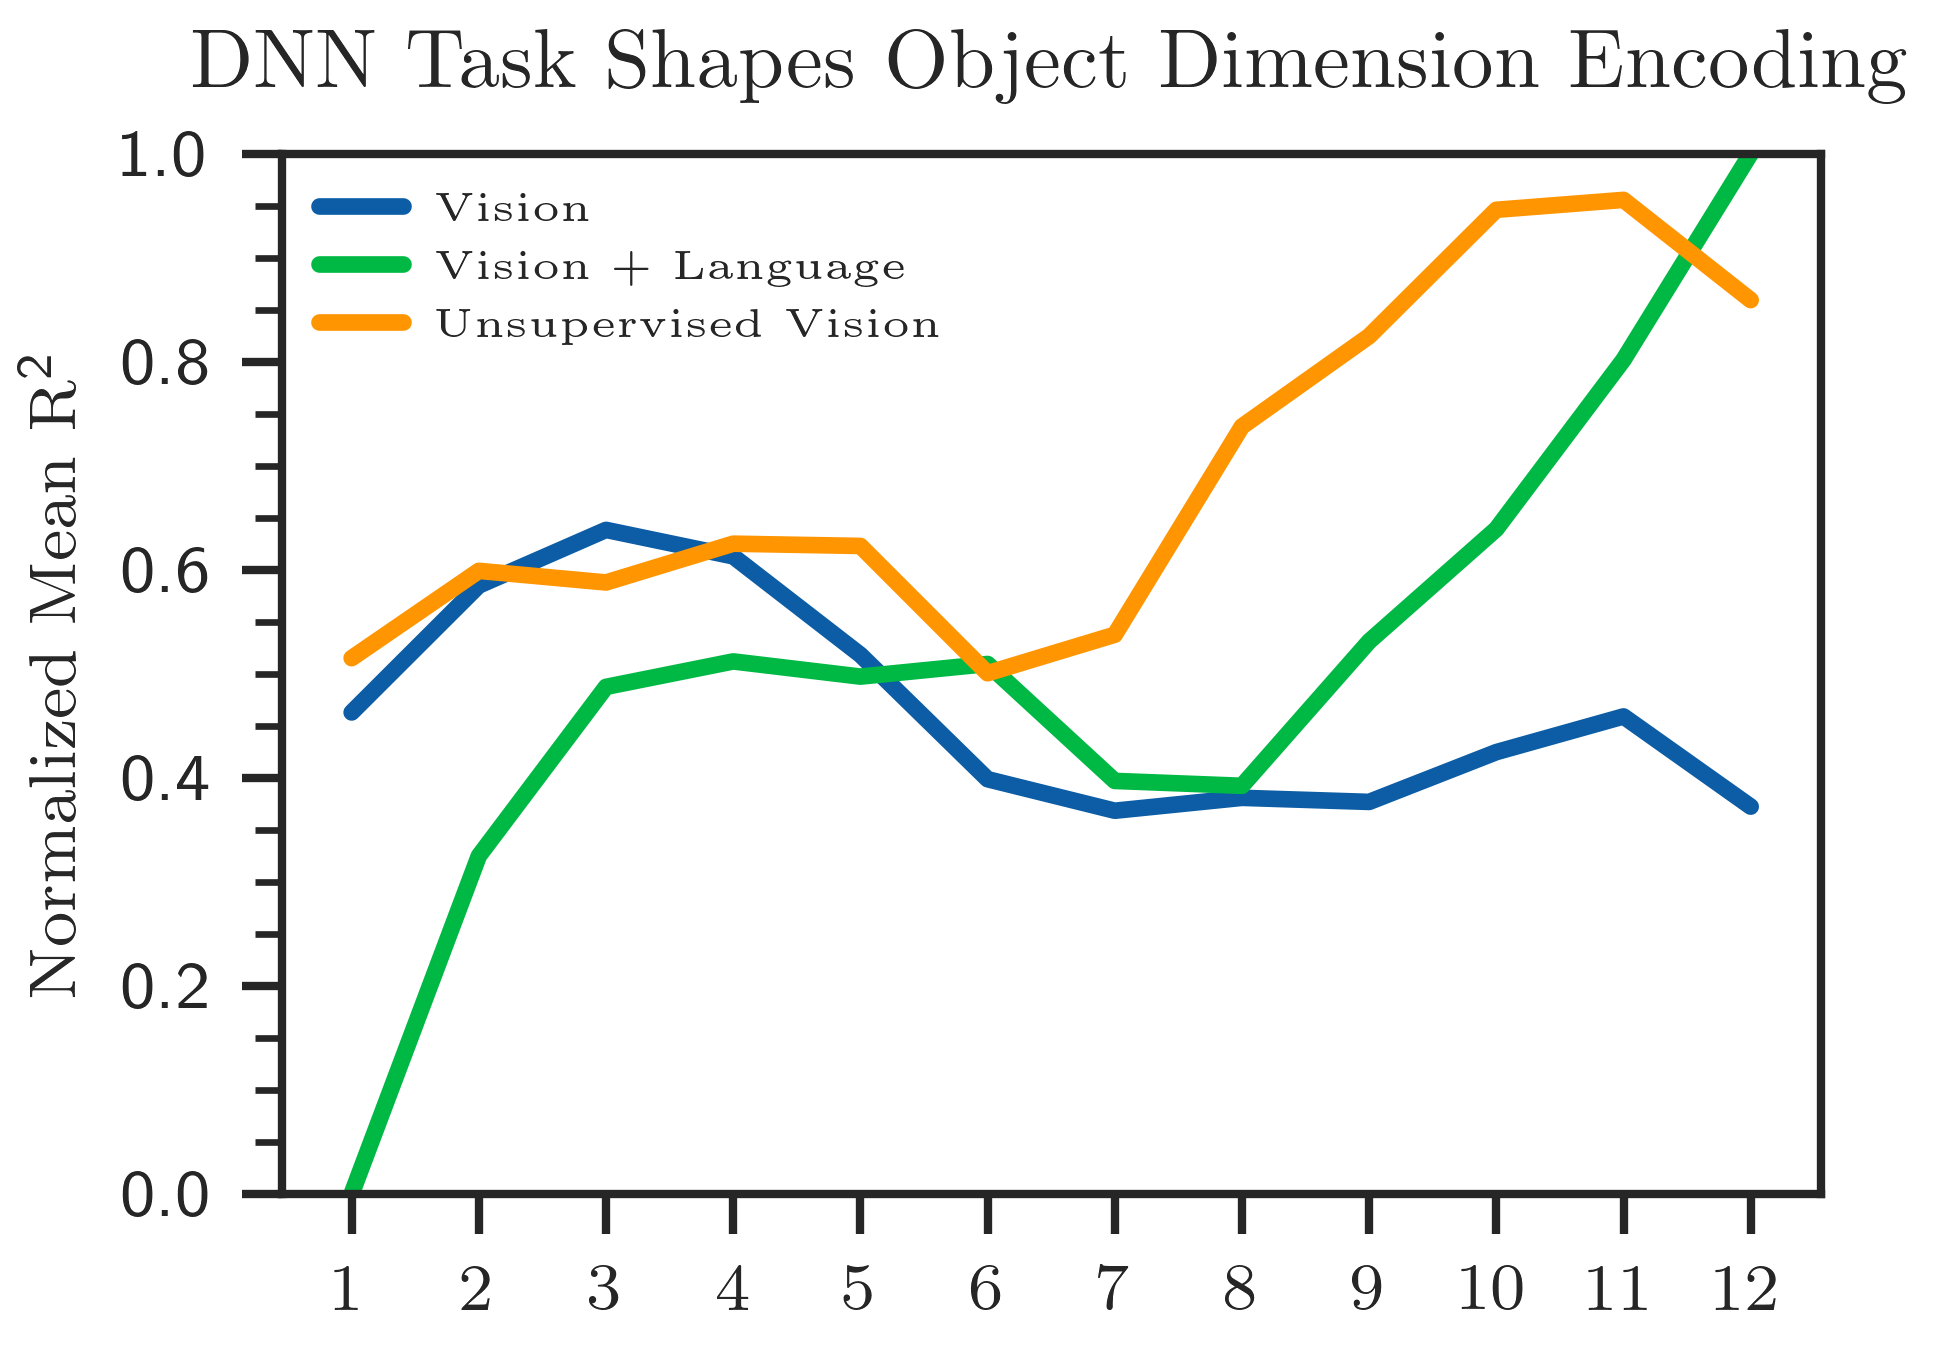 DNN Task Shapes Object Dimension Encoding
1.0
Vision
Vision + Language
Unsupervised Vision
0.8
0.6
0.4
0.2
0.0
Normalized Mean R²
1 2 3 4 5 6 7 8 9 10 11 12